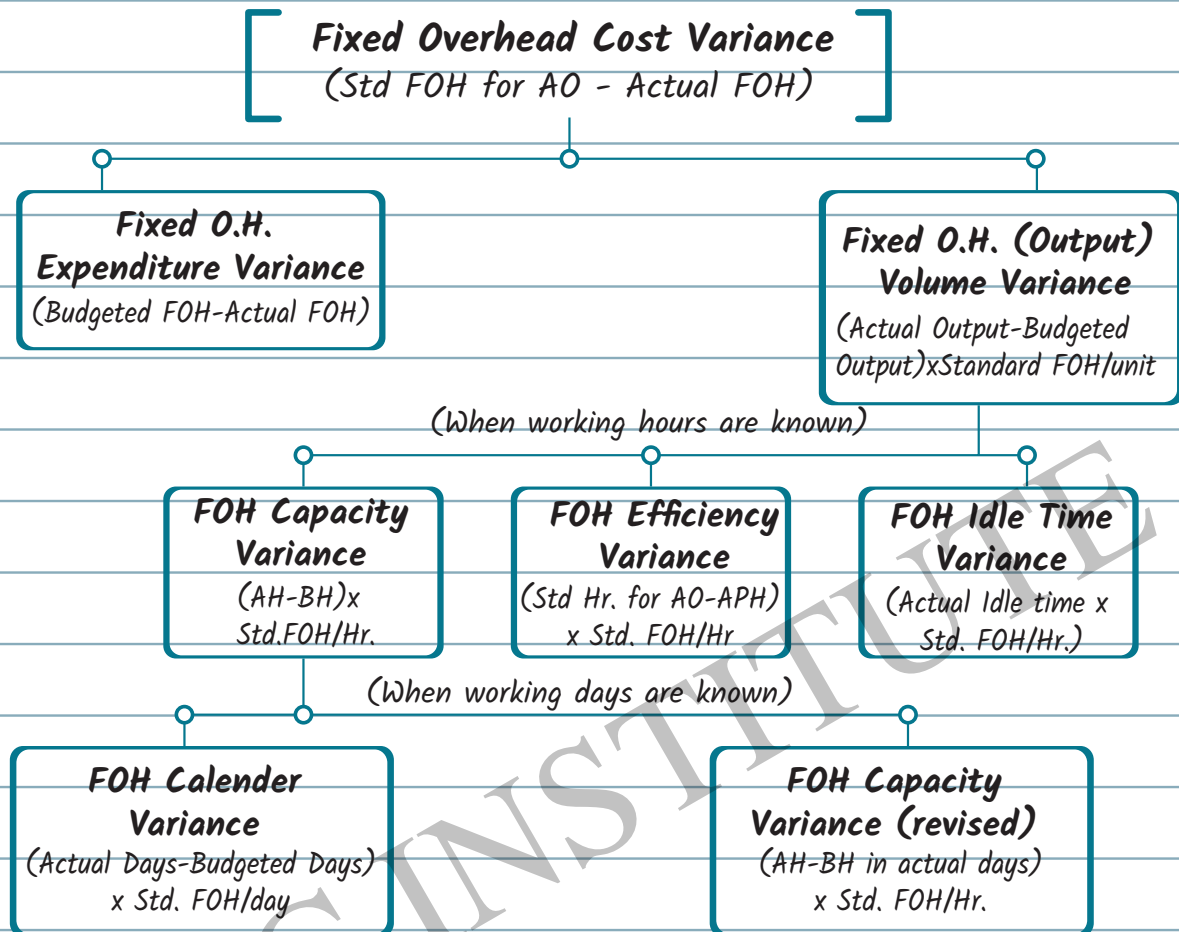 Fixed Overhead Cost Variance
(Std FOH for AO - Actual FOH)
Fixed O.H.
Expenditure Variance
(Budgeted FOH-Actual FOH)
Fixed O.H. (Output)
Volume Variance
(Actual Output-Budgeted
Output)xStandard FOH/unit
(When working hours are known)
FOH Capacity
Variance
(AH-BH)x
Std.FOH/Hr.
FOH Efficiency
Variance
(Std Hr. for AO-APH)
x Std. FOH/Hr
FOH Idle Time
Variance
(Actual Idle time x
Std. FOH/Hr.)
(When working days are known)
FOH Calender
Variance
(Actual Days-Budgeted Days)
x Std. FOH/day
FOH Capacity
Variance (revised)
(AH-BH in actual days)
x Std. FOH/Hr.
INSTITUTE